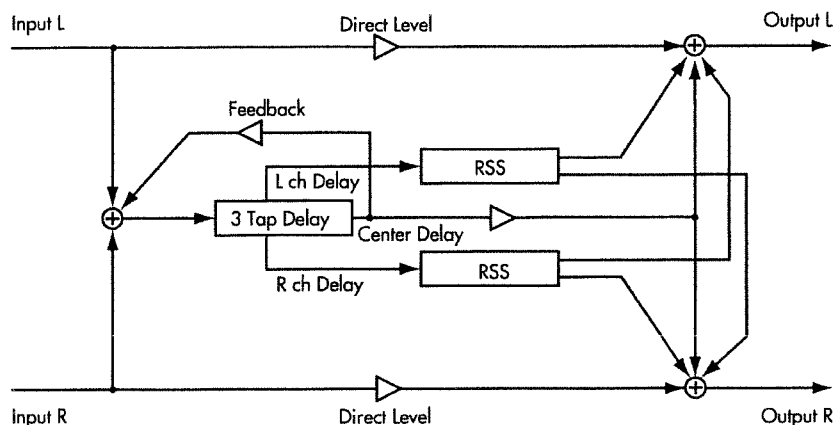 Input L
Direct Level
Output L
Feedback
RSS
L ch Delay
3 Tap Delay
Center Delay
RSS
R ch Delay
Input R
Direct Level
Output R